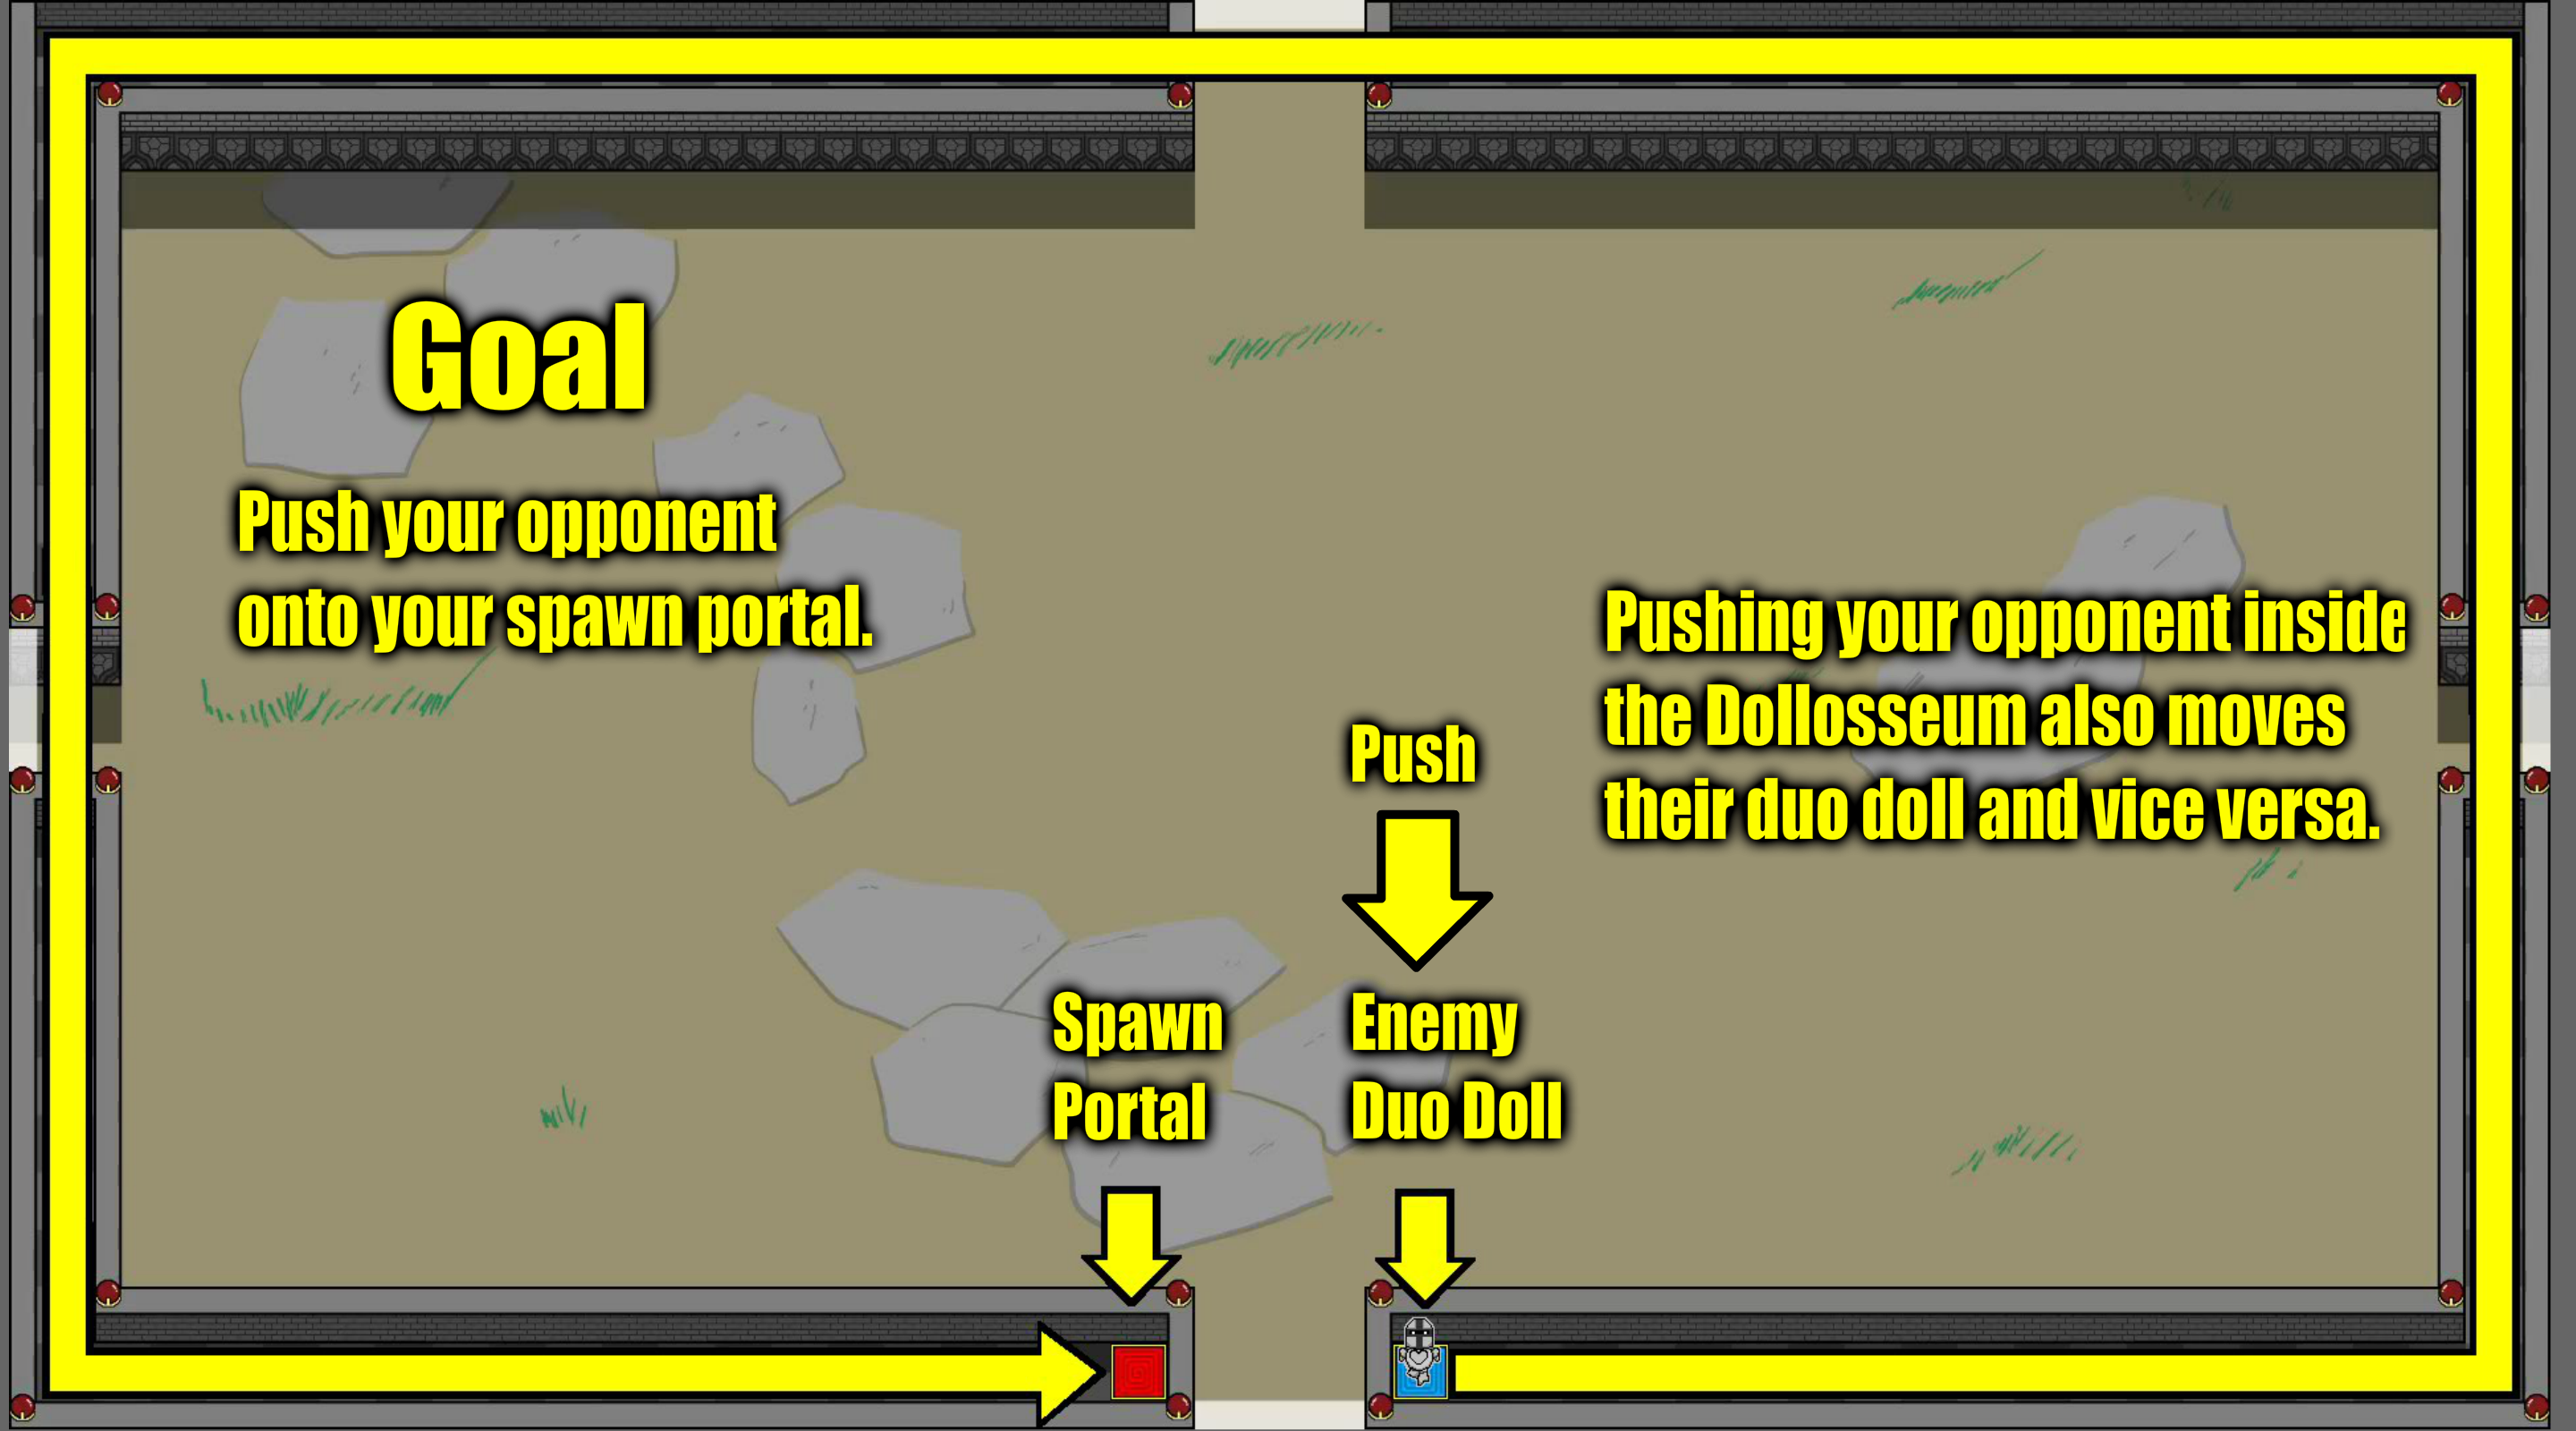 Goal
Push your opponent
onto your spawn portal.
Pushing your opponent inside
the Dollosseum also moves
their duo doll and vice versa.
Push
Spawn
Portal
Enemy
Duo Doll